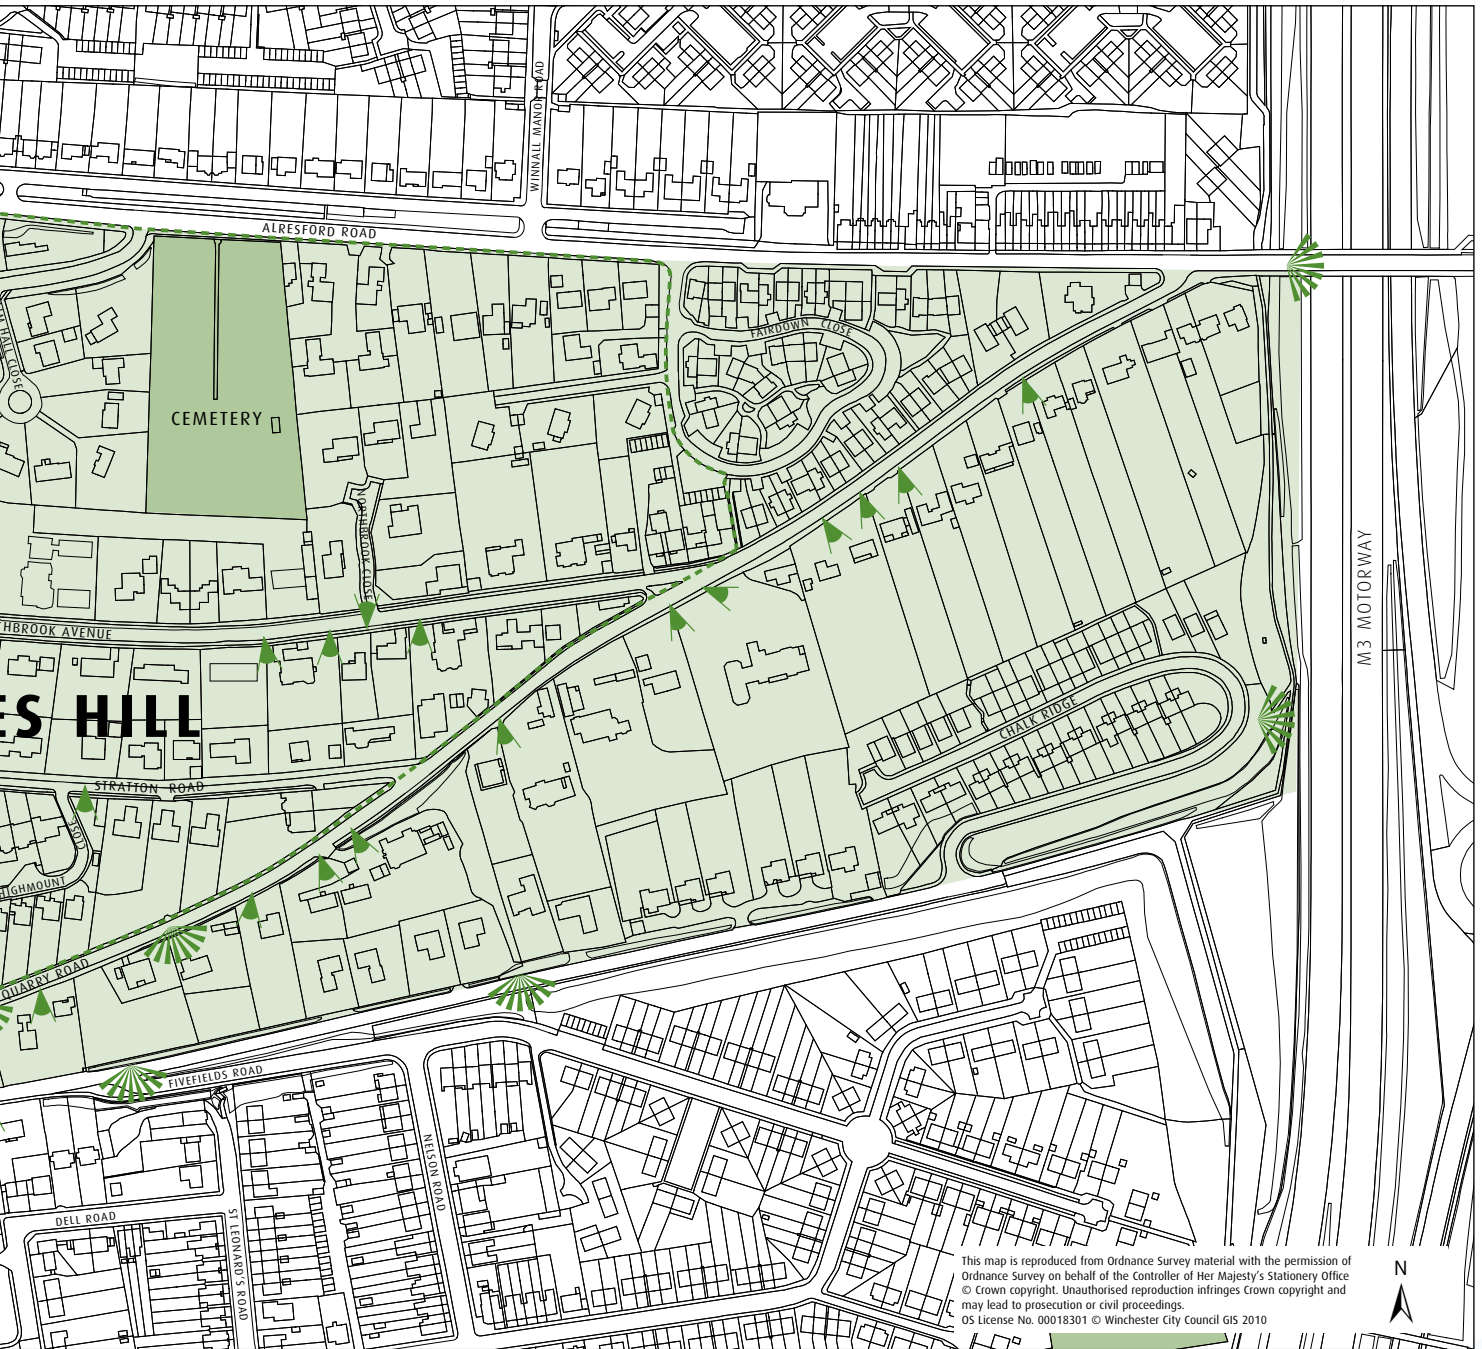 WINNALL MANOR ROAD
ALRESFORD ROAD
FAIRDOWN CLOSE
HALL CLOSE
CEMETERY
NORTHBROOK CLOSE
M3 MOTORWAY
THBROOK AVENUE
ES HILL
CHALK RIDGE
STRATTON ROAD
CLOSE
HIGHMOUNT
QUARRY ROAD
FIVEFIELDS ROAD
NELSON ROAD
DELL ROAD
ST LEONARD'S ROAD
This map is reproduced from Ordnance Survey material with the permission of
Ordnance Survey on behalf of the Controller of Her Majesty's Stationery Office
© Crown copyright. Unauthorised reproduction infringes Crown copyright and
may lead to prosecution or civil proceedings.
OS License No. 00018301 © Winchester City Council GIS 2010
N